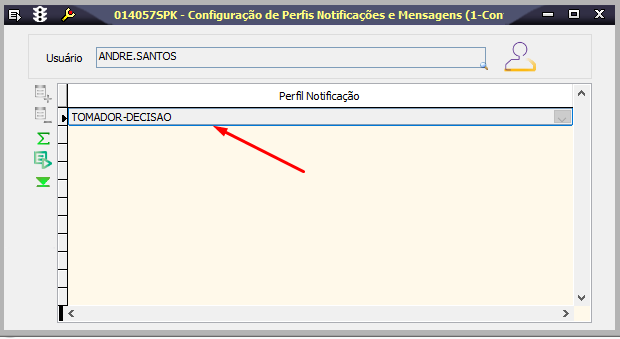 014057SPK - Configuração de Perfis Notificações e Mensagens (1-Con
Usuário
ANDRE.SANTOS
Perfil Notificação
TOMADOR-DECISAO